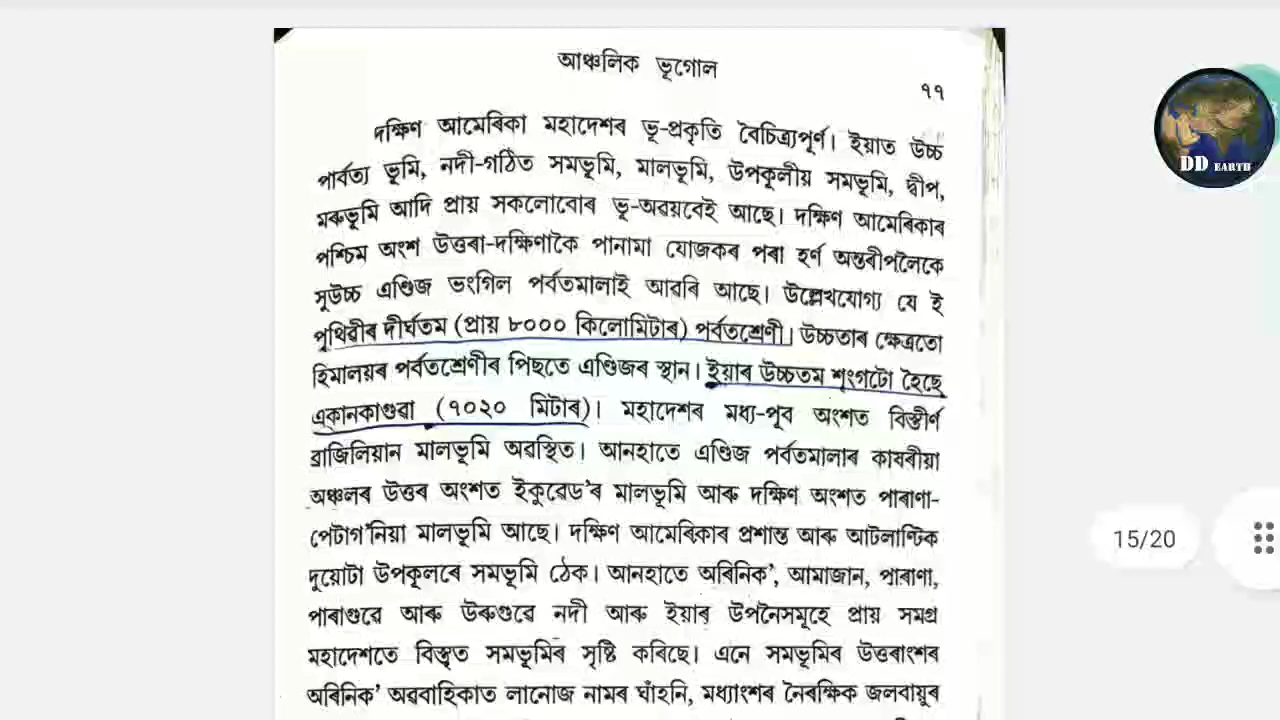 আঞ্চলিক ভূগোল
৭৭
দক্ষিণ আমেৰিকা মহাদেশৰ ভূ-প্ৰকৃতি বৈচিত্ৰ্যপূৰ্ণ। ইয়াত উচ্চ
পাৰ্বত্য ভূমি, নদী-গঠিত সমভূমি, মালভূমি, উপকূলীয় সমভূমি, দ্বীপ,
মৰুভূমি আদি প্ৰায় সকলোবোৰ ভূ-অৱয়বেই আছে। দক্ষিণ আমেৰিকাৰ
পশ্চিম অংশ উত্তৰা-দক্ষিণাকৈ পানামা যোজকৰ পৰা হৰ্ণ অন্তৰীপলৈকে
সুউচ্চ এণ্ডিজ ভংগিল পৰ্বতমালাই আৱৰি আছে। উল্লেখযোগ্য যে ই
পৃথিৱীৰ দীৰ্ঘতম (প্ৰায় ৮০০০ কিলোমিটাৰ) পৰ্বতশ্ৰেণী। উচ্চতাৰ ক্ষেত্ৰতো
হিমালয়ৰ পৰ্বতশ্ৰেণীৰ পিছতে এণ্ডিজৰ স্থান। ইয়াৰ উচ্চতম শৃংগটো হৈছে
একানকাগুৱা (৭০২০ মিটাৰ)। মহাদেশৰ মধ্য-পূব অংশত বিস্তীৰ্ণ
ব্ৰাজিলিয়ান মালভূমি অৱস্থিত। আনহাতে এণ্ডিজ পৰ্বতমালাৰ কাষৰীয়া
অঞ্চলৰ উত্তৰ অংশত ইকুৱেড'ৰ মালভূমি আৰু দক্ষিণ অংশত পাৰাণা-
পেটাগ'নিয়া মালভূমি আছে। দক্ষিণ আমেৰিকাৰ প্ৰশান্ত আৰু আটলাণ্টিক
দুয়োটা উপকূলৰে সমভূমি ঠেক। আনহাতে অৰিনিক', আমাজান, পাৰাণা,
পাৰাগুৱে আৰু উৰুগুৱে নদী আৰু ইয়াৰ উপনৈসমূহে প্ৰায় সমগ্ৰ
মহাদেশতে বিস্তৃত সমভূমিৰ সৃষ্টি কৰিছে। এনে সমভূমিৰ উত্তৰাংশৰ
অৰিনিক' অৱবাহিকাত লানোজ নামৰ ঘাঁহনি, মধ্যাংশৰ নৈৰক্ষিক জলবায়ুৰ
DD EARTH
15/20